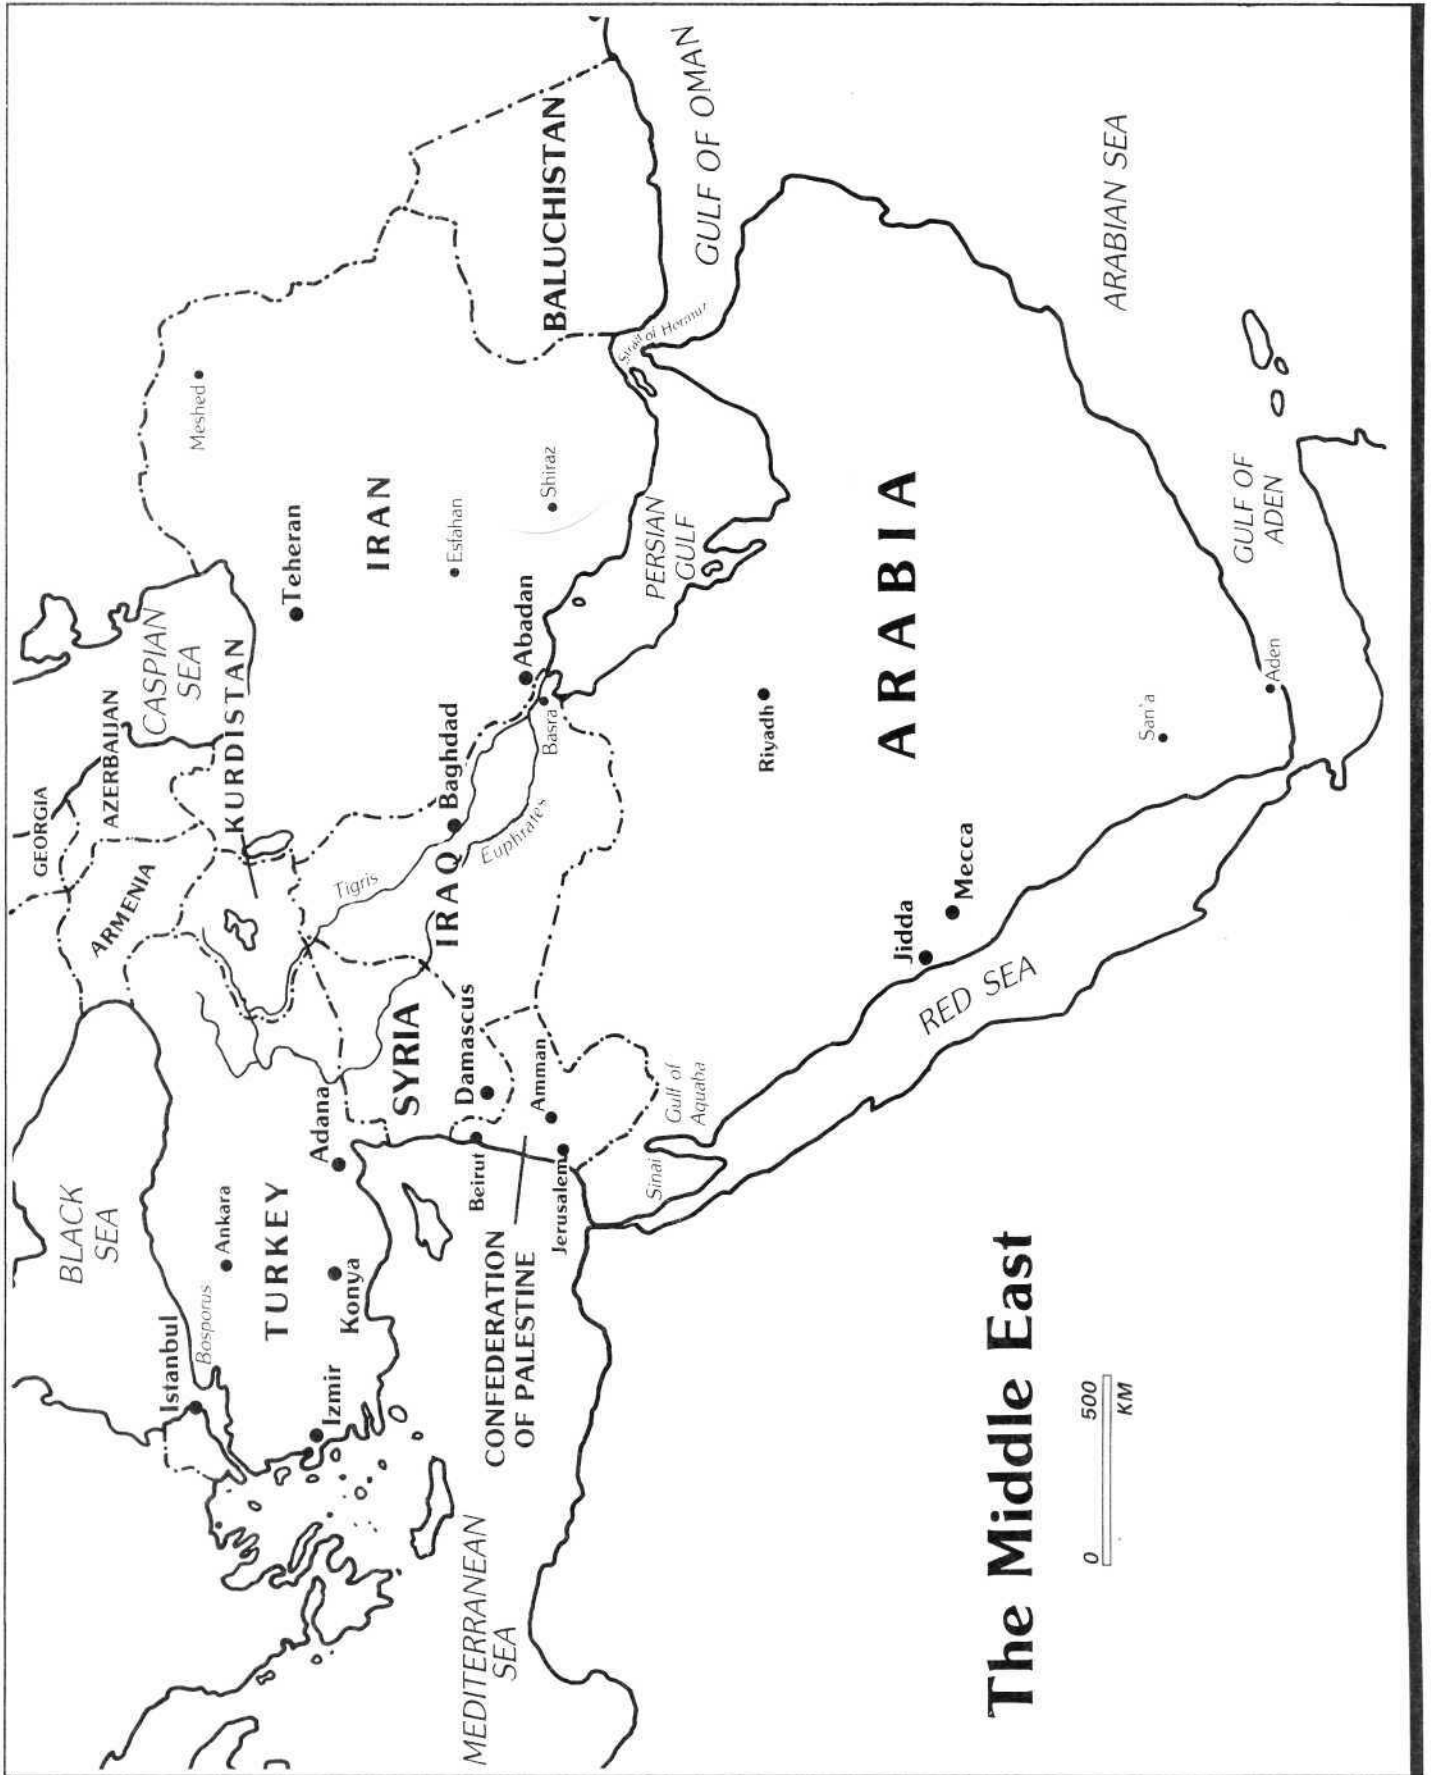 BLACK
SEA
GEORGIA
AZERBAIJAN
ARMENIA
CASPIAN
SEA
KURDISTAN
Istanbul
Bosporus
Ankara
TURKEY
Izmir
Konya
Adana
Meshed
Teheran
IRAN
Esfahan
Shiraz
Tigris
Baghdad
IRAQ
Euphrates
Abadan
Basra
SYRIA
Damascus
Beirut
Amman
Jerusalem
CONFEDERATION
OF PALESTINE
MEDITERRANEAN
SEA
Sinai
Gulf of
Aquaba
BALUCHISTAN
Strait of Hormuz
GULF OF OMAN
PERSIAN
GULF
Riyadh
ARABIA
Jidda
Mecca
RED SEA
San'a
Aden
GULF OF
ADEN
ARABIAN SEA
The Middle East
0 500
KM